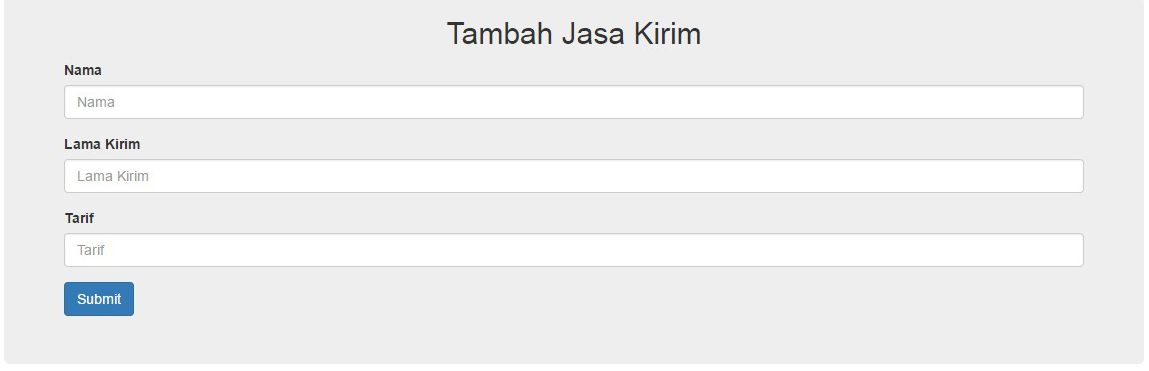 Tambah Jasa Kirim
Nama
Nama
Lama Kirim
Lama Kirim
Tarif
Tarif
Submit